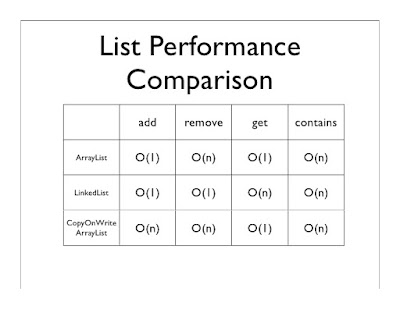 List Performance
Comparison
add remove get contains
ArrayList O(1) O(n) O(1) O(n)
LinkedList O(1) O(1) O(n) O(n)
CopyOnWrite
ArrayList O(n) O(n) O(1) O(n)